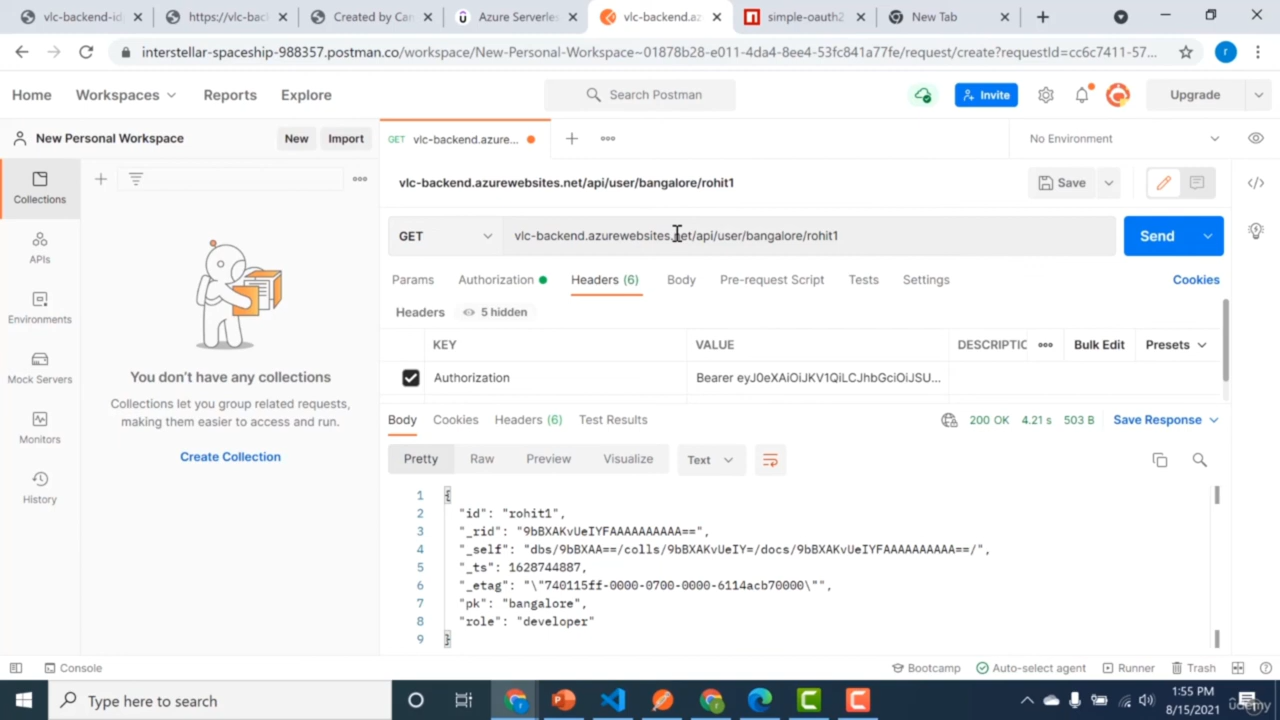 vlc-backend-id
https://vlc-back
Created by Can
Azure Serverles
vlc-backend.az
simple-oauth2
New Tab
interstellar-spaceship-988357.postman.co/workspace/New-Personal-Workspace~01878b28-e011-4da4-8ee4-53fc841a77fe/request/create?requestId=cc6c7411-57...
r
Home
Workspaces
Reports
Explore
Search Postman
Invite
Upgrade
New Personal Workspace
New
Import
GET vlc-backend.azure...
No Environment
vlc-backend.azurewebsites.net/api/user/bangalore/rohit1
Save
GET
vlc-backend.azurewebsites.net/api/user/bangalore/rohit1
Send
Params
Authorization
Headers (6)
Body
Pre-request Script
Tests
Settings
Cookies
Headers
5 hidden
KEY
VALUE
DESCRIPTIC
Bulk Edit
Presets
Authorization
Bearer eyJ0eXAiOiJKV1QiLCJhbGciOiJSU...
Collections
APIs
Environments
Mock Servers
Monitors
History
You don't have any collections
Collections let you group related requests,
making them easier to access and run.
Create Collection
Body
Cookies
Headers (6)
Test Results
200 OK
4.21 s
503 B
Save Response
Pretty
Raw
Preview
Visualize
Text
1 {
2 "id": "rohit1",
3 "_rid": "9bBXAKvUeIYFAAAAAAAAAA==",
4 "_self": "dbs/9bBXAA==/colls/9bBXAKvUeIY=/docs/9bBXAKvUeIYFAAAAAAAAAA==/",
5 "_ts": 1628744887,
6 "_etag": "\"740115ff-0000-0700-0000-6114acb70000\"",
7 "pk": "bangalore",
8 "role": "developer"
9 }
Console
Bootcamp
Auto-select agent
Runner
Trash
Type here to search
1:55 PM
8/15/2021
udemy